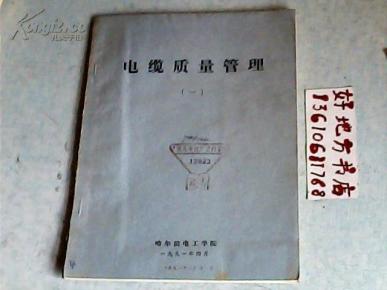 电缆质量管理
（一）
哈尔滨电工学院
一九八一年四月
好地方书店
13610681768